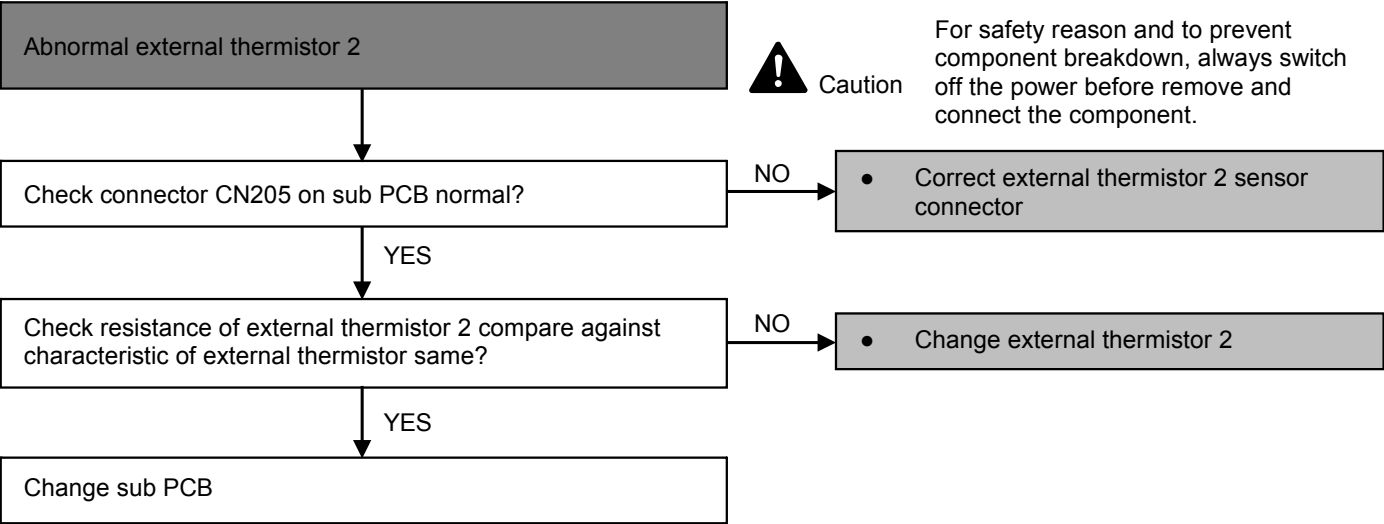 Abnormal external thermistor 2
Caution
For safety reason and to prevent
component breakdown, always switch
off the power before remove and
connect the component.
Check connector CN205 on sub PCB normal?
NO
● Correct external thermistor 2 sensor
connector
YES
Check resistance of external thermistor 2 compare against
characteristic of external thermistor same?
NO
● Change external thermistor 2
YES
Change sub PCB